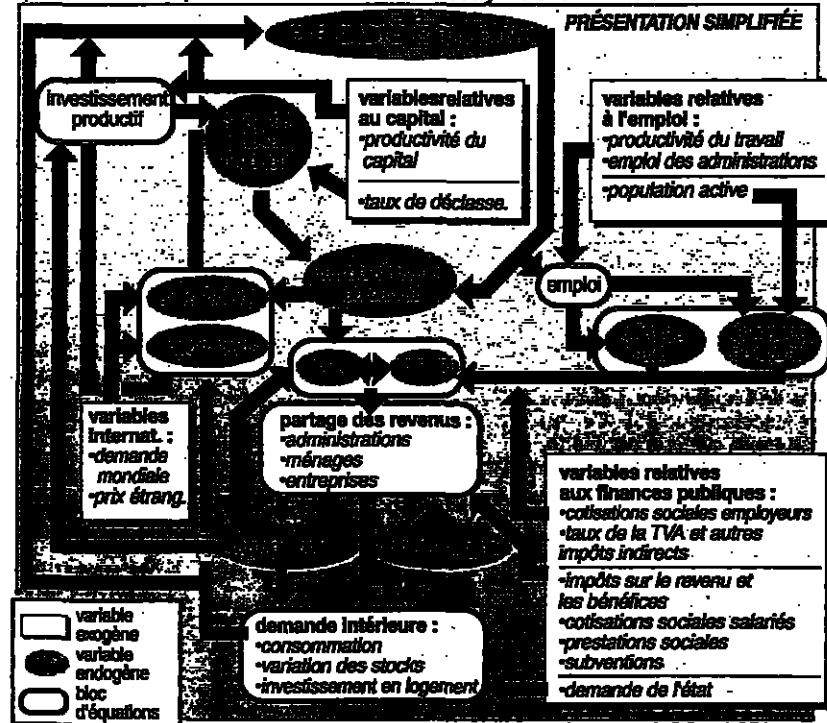 PRÉSENTATION SIMPLIFIÉE
investissement
productif
variables relatives
au capital :
•productivité du
capital
•taux de déclasse.
variables relatives
à l'emploi :
•productivité du travail
•emploi des administrations
•population active
emploi
variables
internat. :
•demande
mondiale
•prix étrang.
partage des revenus :
•administrations
•ménages
•entreprises
variables relatives
aux finances publiques :
•cotisations sociales employeurs
•taux de la TVA et autres
impôts indirects
•impôts sur le revenu et
les bénéfices
•cotisations sociales salariés
•prestations sociales
•subventions
•demande de l'état
demande intérieure :
•consommation
•variation des stocks
•investissement en logement
variable
exogène
variable
endogène
bloc
d'équations